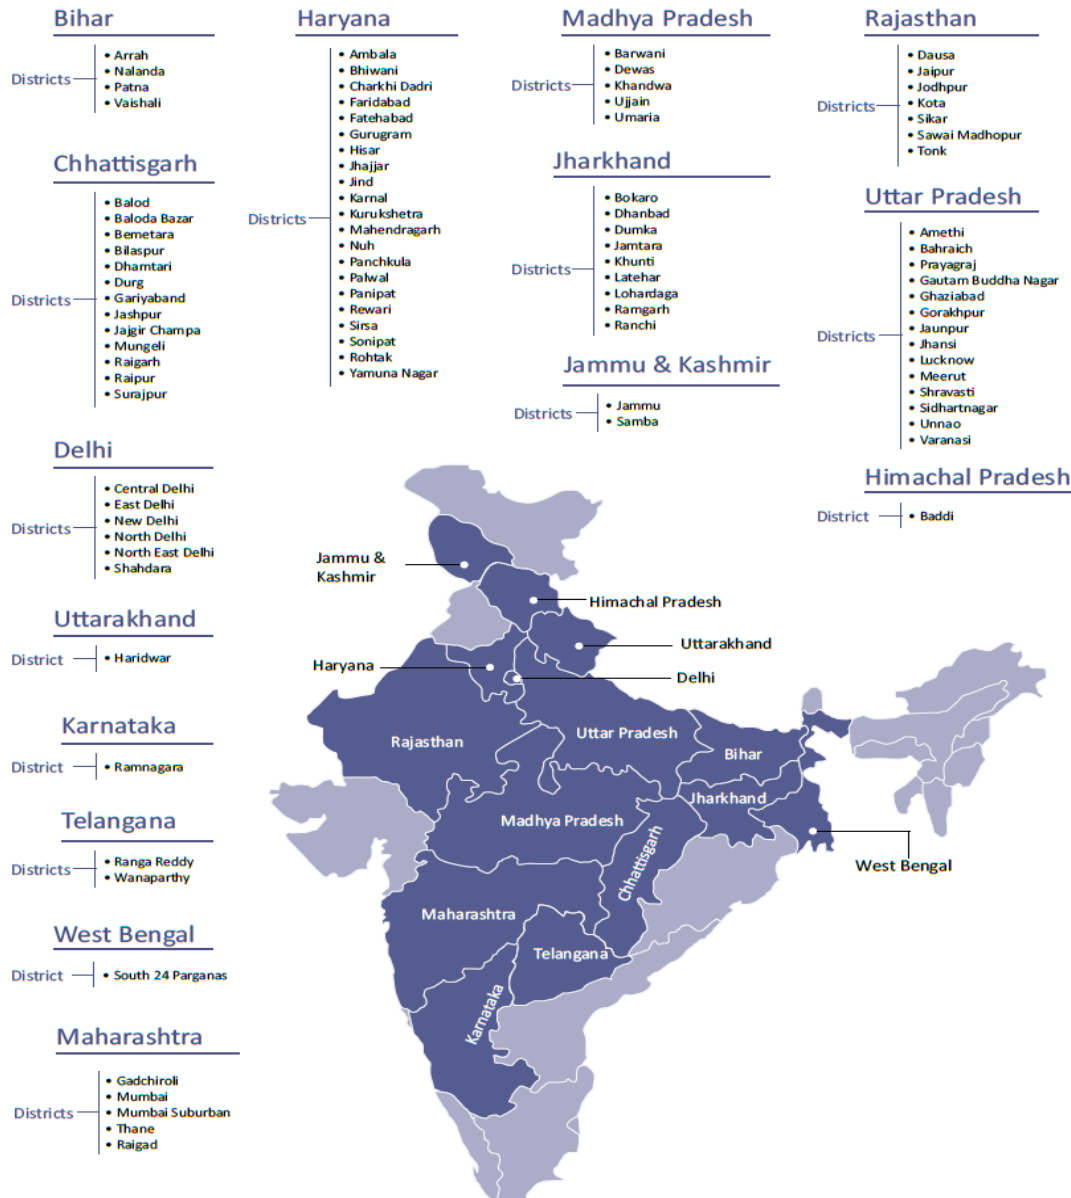 Bihar
Districts
• Arrah
• Nalanda
• Patna
• Vaishali
Chhattisgarh
Districts
• Balod
• Baloda Bazar
• Bemetara
• Bilaspur
• Dhamtari
• Durg
• Gariyaband
• Jashpur
• Jajgir Champa
• Mungeli
• Raigarh
• Raipur
• Surajpur
Delhi
Districts
• Central Delhi
• East Delhi
• New Delhi
• North Delhi
• North East Delhi
• Shahdara
Uttarakhand
District
• Haridwar
Karnataka
District
• Ramnagara
Telangana
Districts
• Ranga Reddy
• Wanaparthy
West Bengal
District
• South 24 Parganas
Maharashtra
Districts
• Gadchiroli
• Mumbai
• Mumbai Suburban
• Thane
• Raigad
Haryana
Districts
• Ambala
• Bhiwani
• Charkhi Dadri
• Faridabad
• Fatehabad
• Gurugram
• Hisar
• Jhajjar
• Jind
• Karnal
• Kurukshetra
• Mahendragarh
• Nuh
• Panchkula
• Palwal
• Panipat
• Rewari
• Sirsa
• Sonipat
• Rohtak
• Yamuna Nagar
Madhya Pradesh
Districts
• Barwani
• Dewas
• Khandwa
• Ujjain
• Umaria
Jharkhand
Districts
• Bokaro
• Dhanbad
• Dumka
• Jamtara
• Khunti
• Latehar
• Lohardaga
• Ramgarh
• Ranchi
Jammu & Kashmir
Districts
• Jammu
• Samba
Rajasthan
Districts
• Dausa
• Jaipur
• Jodhpur
• Kota
• Sikar
• Sawai Madhopur
• Tonk
Uttar Pradesh
Districts
• Amethi
• Bahraich
• Prayagraj
• Gautam Buddha Nagar
• Ghaziabad
• Gorakhpur
• Jaunpur
• Jhansi
• Lucknow
• Meerut
• Shravasti
• Sidhartnagar
• Unnao
• Varanasi
Himachal Pradesh
District
• Baddi
Jammu &
Kashmir
Himachal Pradesh
Uttarakhand
Haryana
Delhi
Rajasthan
Uttar Pradesh
Bihar
Jharkhand
Madhya Pradesh
Chhattisgarh
West Bengal
Maharashtra
Telangana
Karnataka